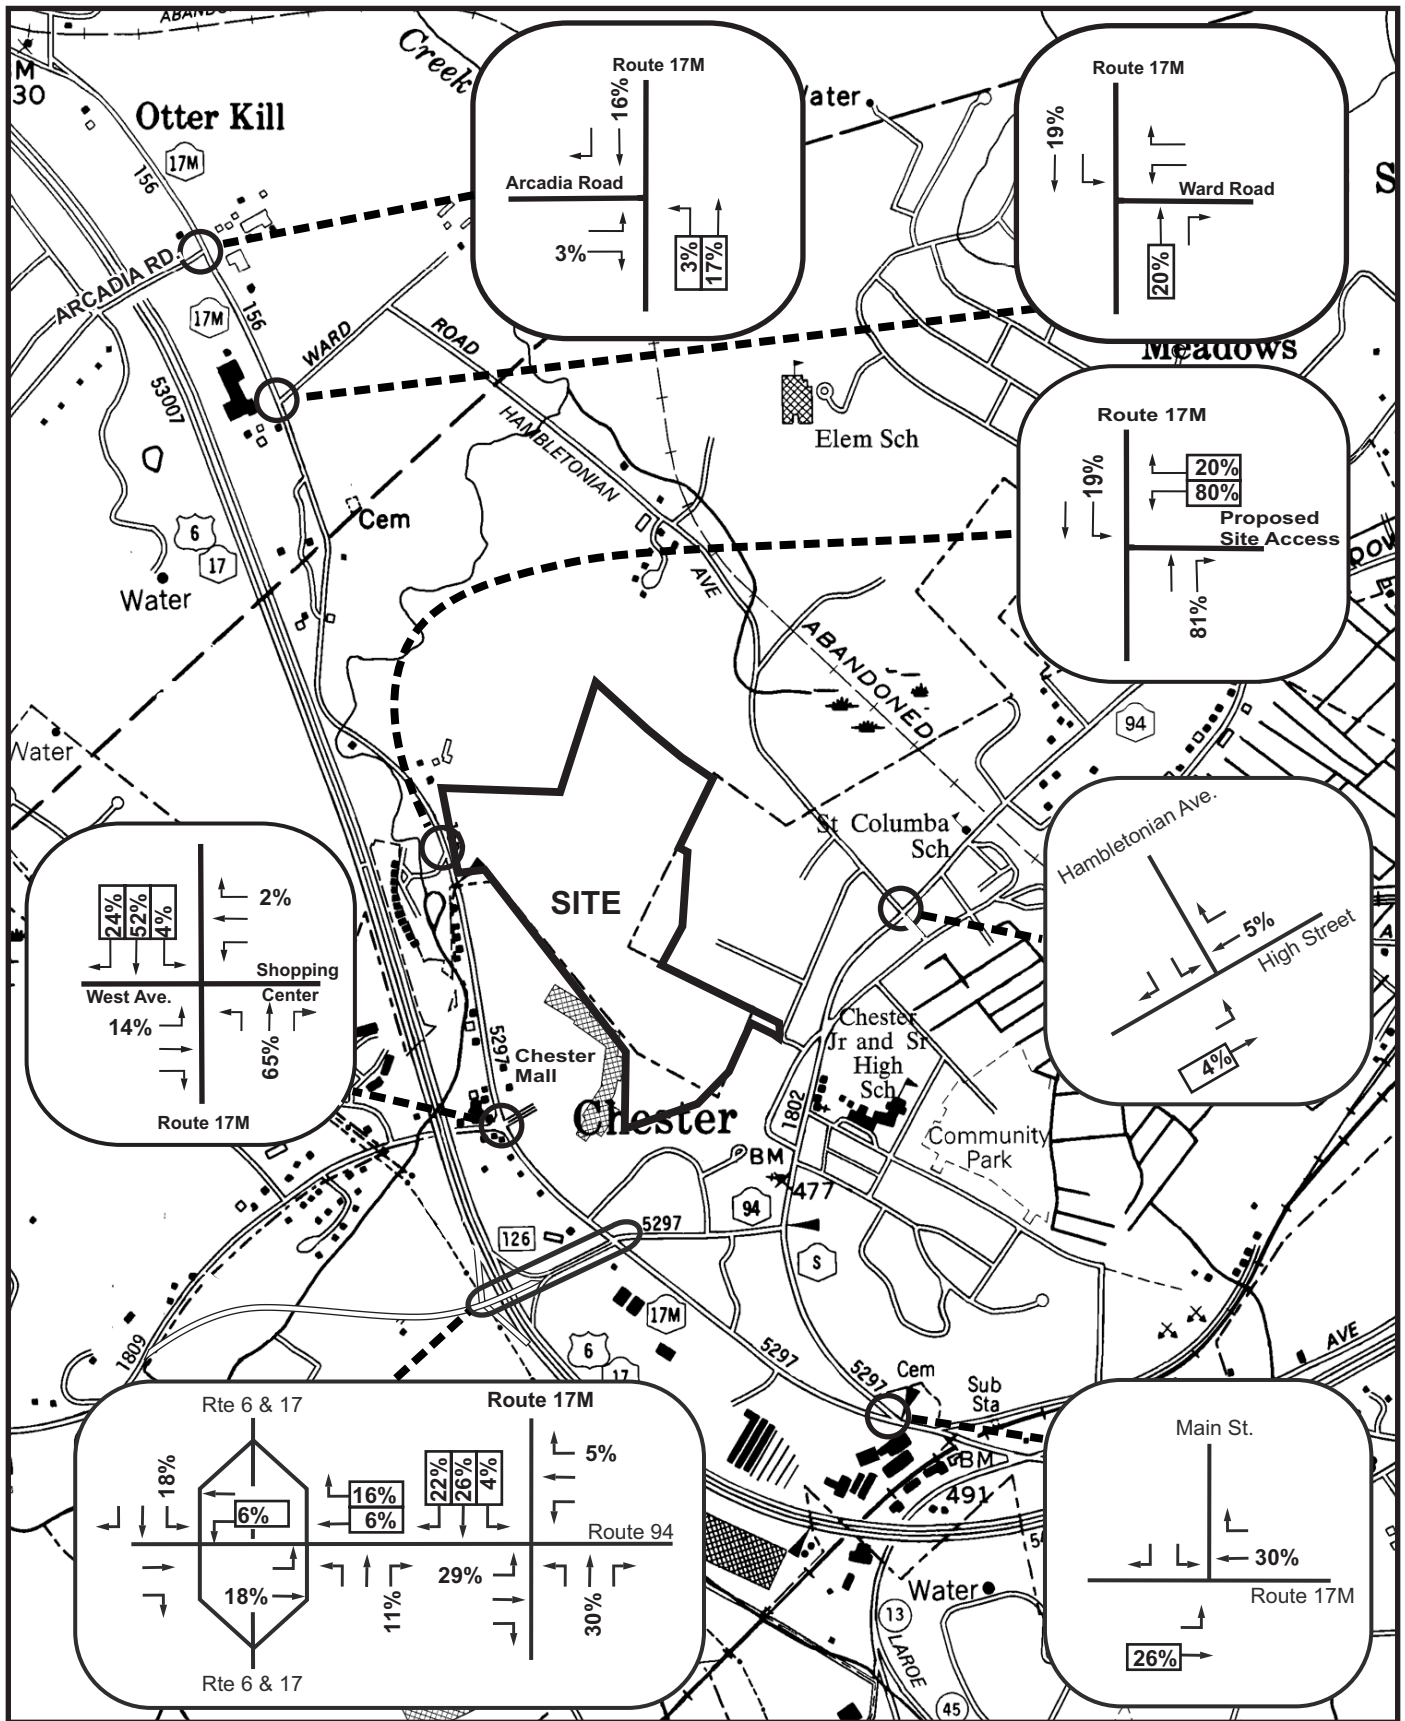 ABANDON
M
30
Otter Kill
Creek
Water
17M
156
ARCADIA RD.
17M
156
WARD
ROAD
53007
HAMBLETONIAN
AVE
Cem
6
17
Water
Elem Sch
Meadows
S
ABANDONED
94
Water
St Columba
Sch
SITE
Chester
Jr and Sr
High
Sch
5297
Chester
Mall
Chester
1802
BM
477
Community
Park
94
5297
126
S
17M
6
17
1809
5297
5297
Cem
Sub
Sta
AVE
BM
491
Water
13
LAROE
45
Route 17M
16%
Arcadia Road
3%
3%
17%
Route 17M
19%
Ward Road
20%
Route 17M
19%
20%
80%
Proposed
Site Access
81%
24%
52%
4%
2%
Shopping
Center
West Ave.
14%
65%
Route 17M
Hambletonian Ave.
5%
High Street
4%
Rte 6 & 17
Route 17M
18%
6%
16%
6%
22%
26%
4%
5%
Route 94
18%
11%
29%
30%
Rte 6 & 17
Main St.
30%
Route 17M
26%